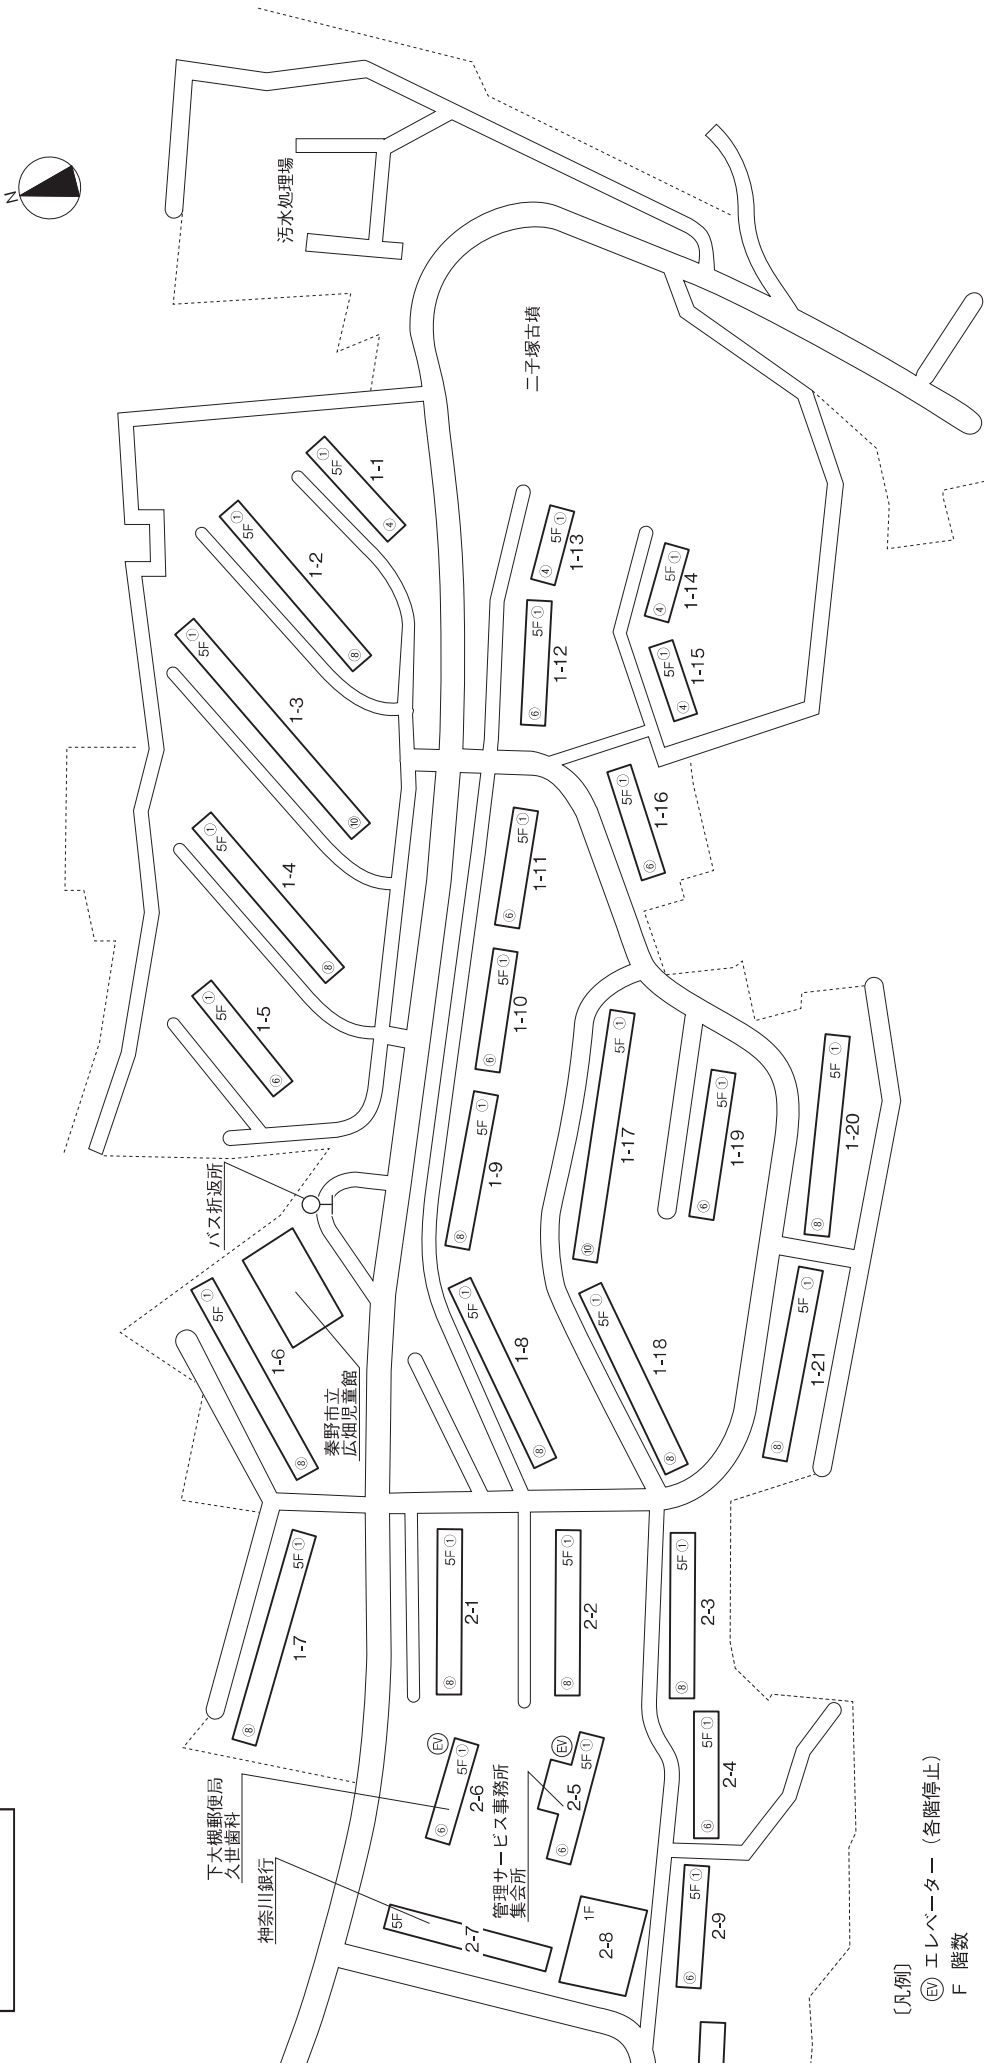 N
汚水処理場
二子塚古墳
① 5F ④ 1-1
① 5F ⑧ 1-2
① 5F ⑩ 1-3
① 5F ⑧ 1-4
① 5F ⑥ 1-5
① 5F ⑧ 1-6
① 5F ⑧ 1-7
① 5F ⑧ 1-8
① 5F ⑧ 1-9
① 5F ⑥ 1-10
① 5F ⑥ 1-11
① 5F ⑥ 1-12
① 5F ④ 1-13
① 5F ④ 1-14
① 5F ④ 1-15
① 5F ⑥ 1-16
① 5F ⑩ 1-17
① 5F ⑧ 1-18
① 5F ⑥ 1-19
① 5F ⑧ 1-20
① 5F ⑧ 1-21
バス折返所
秦野市立
広畑児童館
① 5F ⑧ 2-1
① 5F ⑧ 2-2
① 5F ⑧ 2-3
① 5F ⑥ 2-4
EV ① 5F ⑥ 2-5
EV ① 5F ⑥ 2-6
5F 2-7
1F 2-8
① 5F ⑥ 2-9
下大槻郵便局
久世歯科
神奈川銀行
管理サービス事務所
集会所
〔凡例〕
EV エレベーター（各階停止）
F 階数